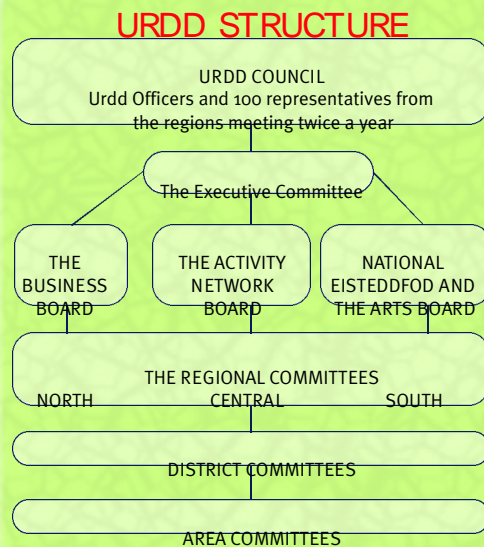 URDD STRUCTURE
URDD COUNCIL
Urdd Officers and 100 representatives from
the regions meeting twice a year
The Executive Committee
THE
BUSINESS
BOARD
THE ACTIVITY
NETWORK
BOARD
NATIONAL
EISTEDDFOD AND
THE ARTS BOARD
THE REGIONAL COMMITTEES
NORTH CENTRAL SOUTH
DISTRICT COMMITTEES
AREA COMMITTEES